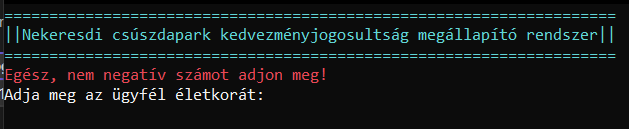 =============================================================
||Nekeresdi csúszdapark kedvezményjogosultság megállapító rendszer||
=============================================================
Egész, nem negatív számot adjon meg!
Adja meg az ügyfél életkorát: